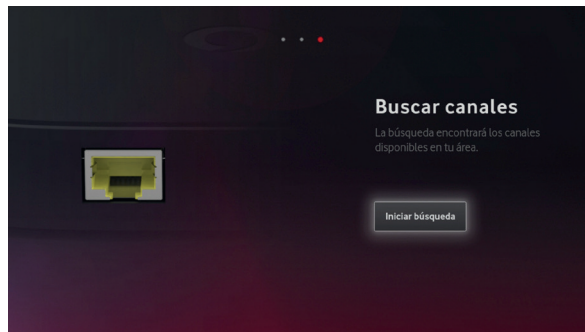 Buscar canales
La búsqueda encontrará los canales
disponibles en tu área.
Iniciar búsqueda